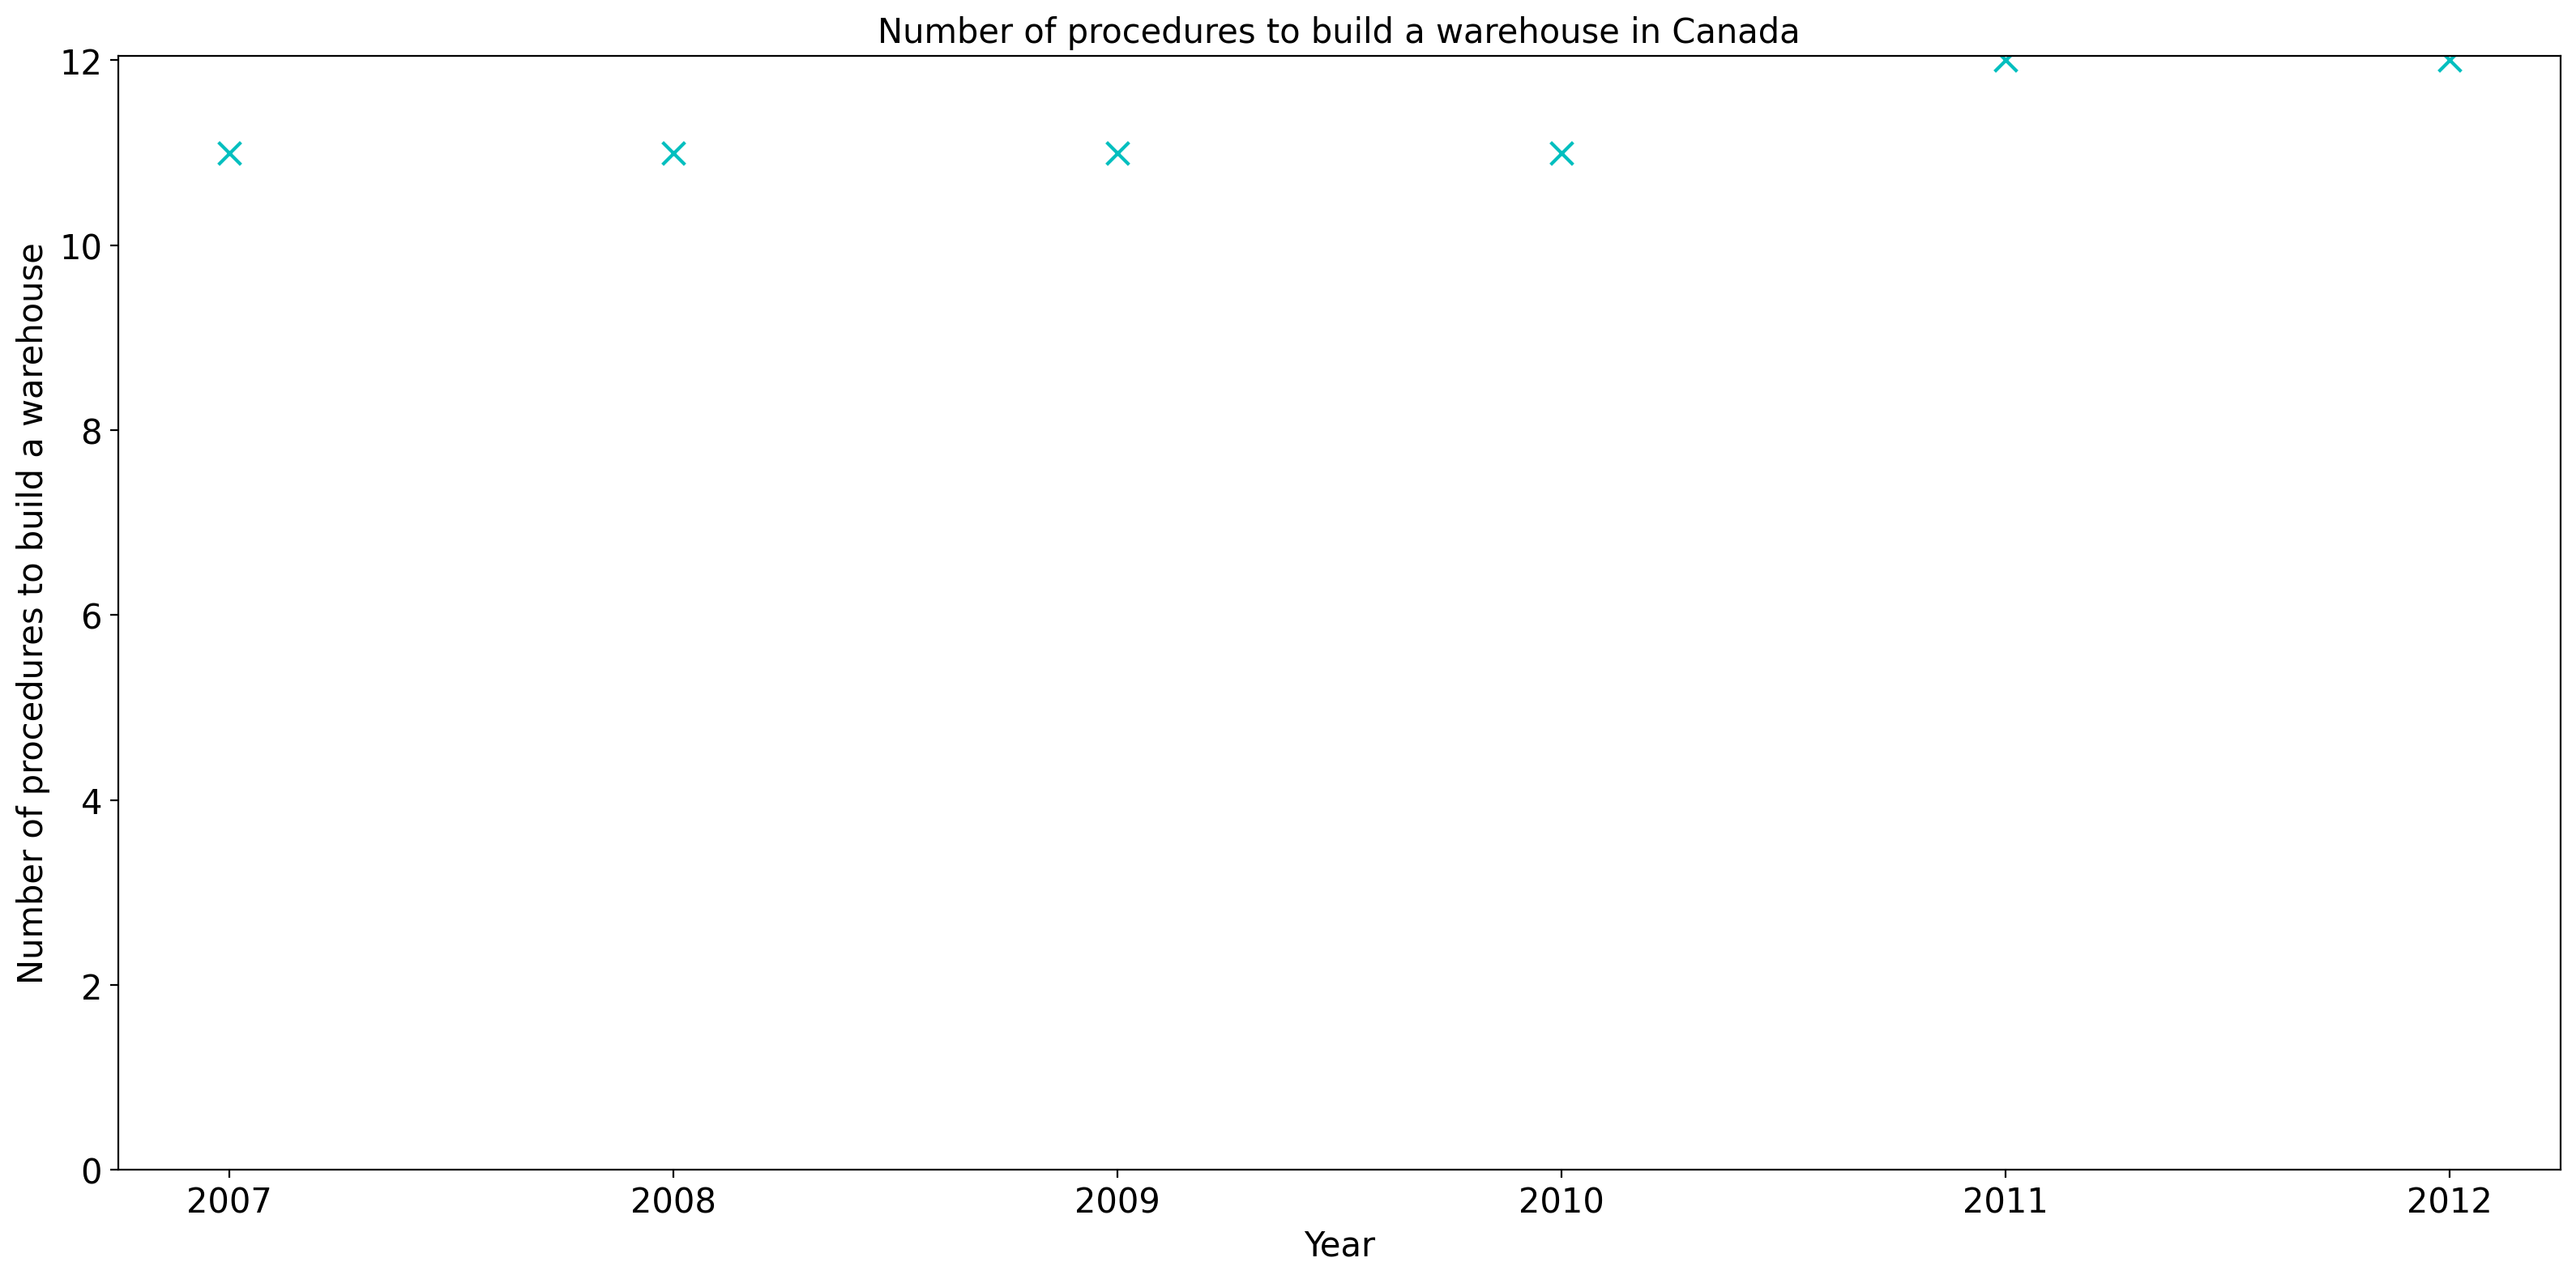 Number of procedures to build a warehouse in Canada
Number of procedures to build a warehouse
12
10
8
6
4
2
0
2007 2008 2009 2010 2011 2012
Year